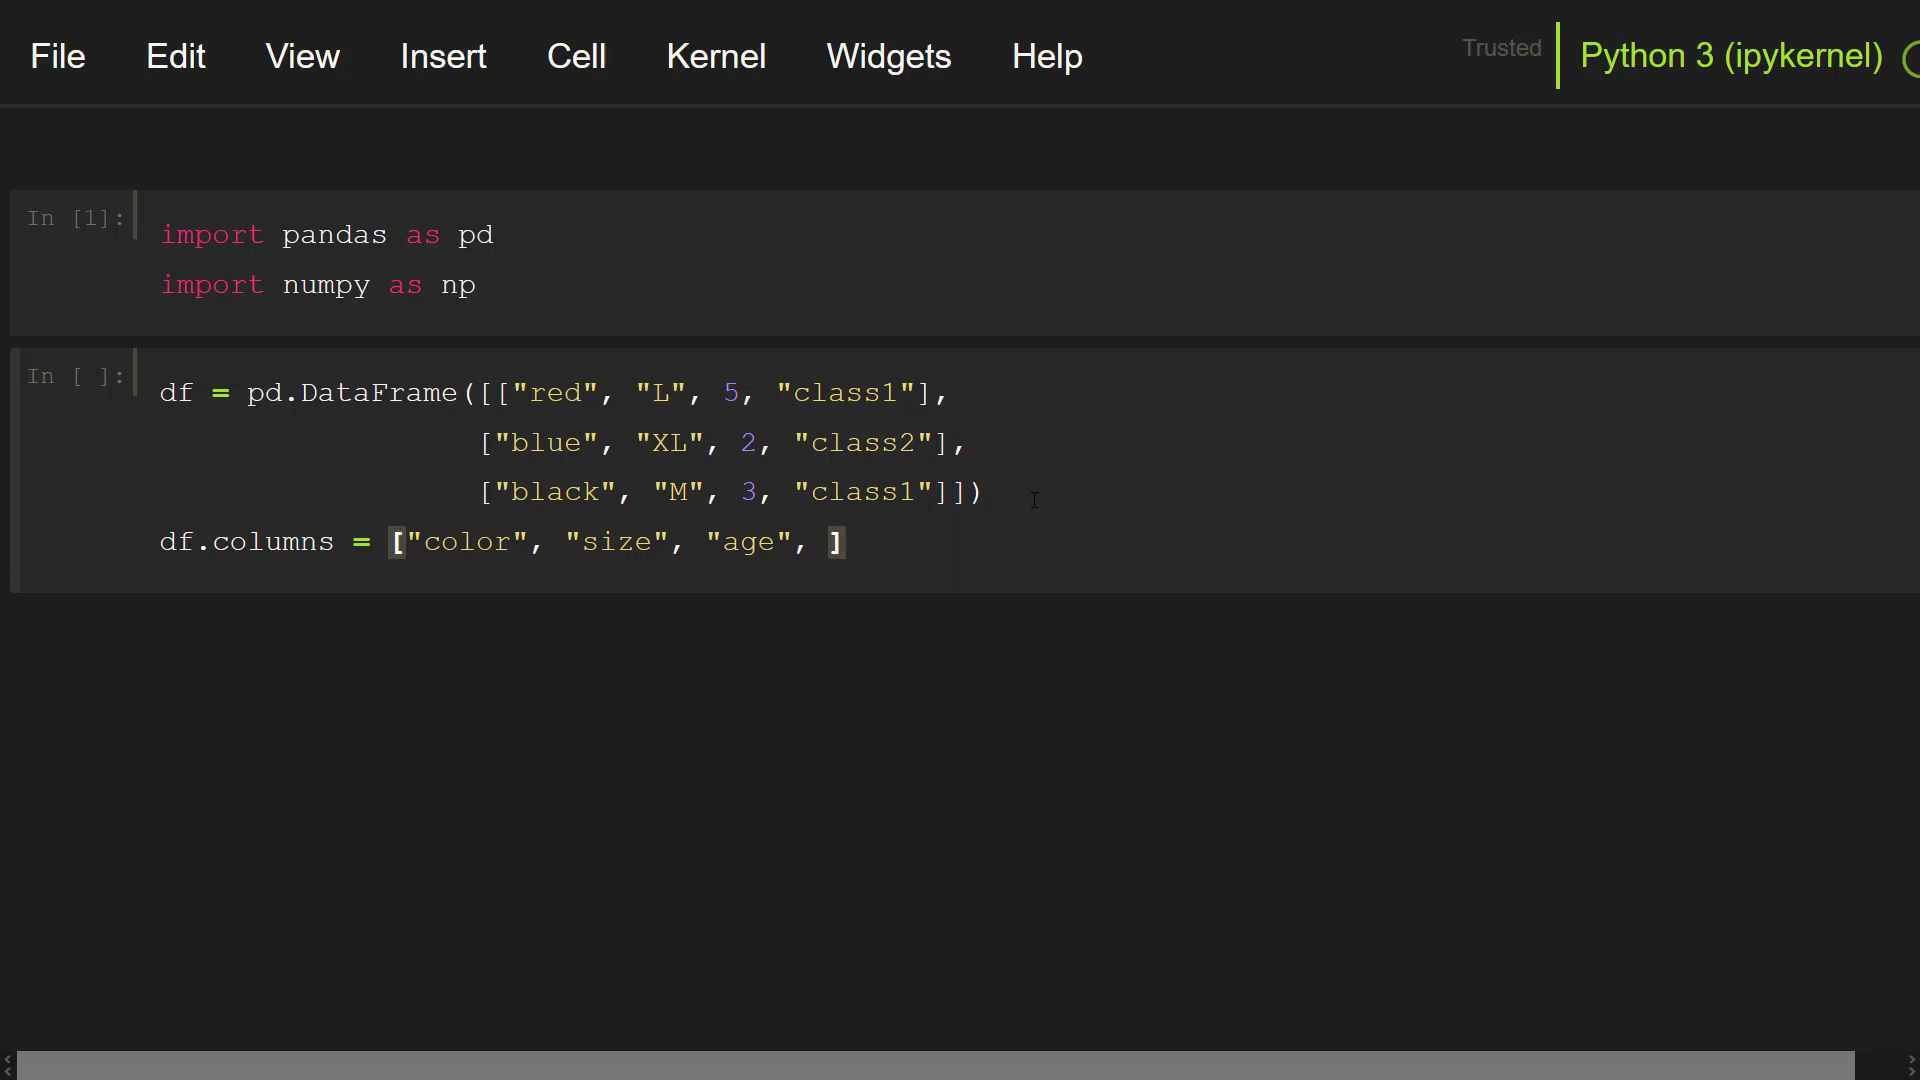 File Edit View Insert Cell Kernel Widgets Help Trusted Python 3 (ipykernel)
In [1]:
import pandas as pd
import numpy as np
In [ ]:
df = pd.DataFrame([["red", "L", 5, "class1"],
["blue", "XL", 2, "class2"],
["black", "M", 3, "class1"]])
df.columns = ["color", "size", "age", ]